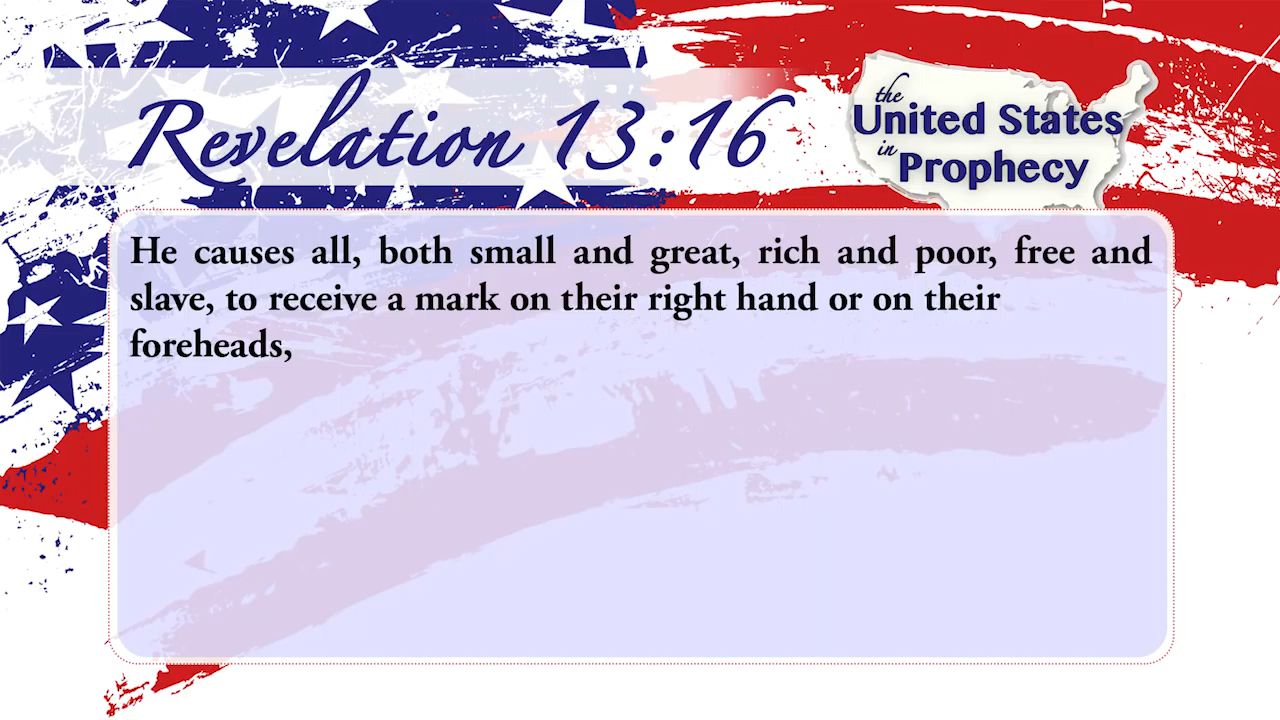 Revelation 13:16
the
United States
in Prophecy
He causes all, both small and great, rich and poor, free and
slave, to receive a mark on their right hand or on their
foreheads,